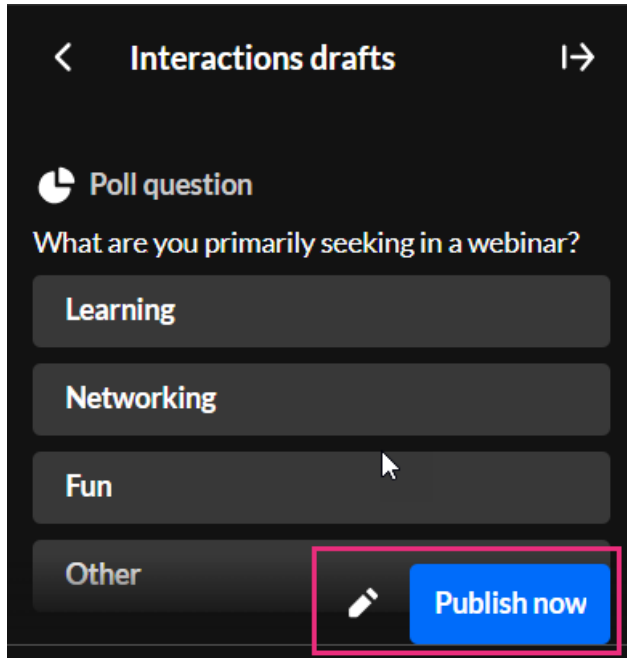 Interactions drafts
Poll question
What are you primarily seeking in a webinar?
Learning
Networking
Fun
Other
Publish now